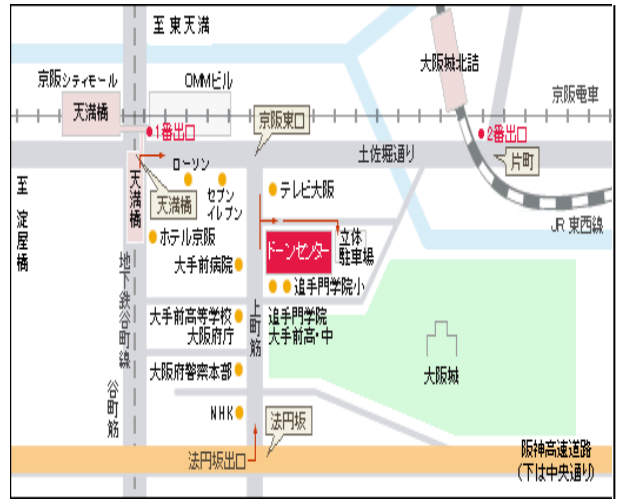 至東天満
京阪シティモール
OMMビル
大阪城北詰
京阪電車
天満橋
京阪東口
1番出口
2番出口
土佐堀通り
片町
至淀屋橋
天満橋
天満橋
ローソン
セブン
イレブン
テレビ大阪
JR東西線
ホテル京阪
ドーンセンター
立体
駐車場
大手前病院
追手門学院小
地下鉄谷町線
大手前高等学校
大阪府庁
上町筋
追手門学院
大手前高・中
大阪城
大阪府警察本部
谷町筋
NHK
法円坂
法円坂出口
阪神高速道路
(下は中央通り)